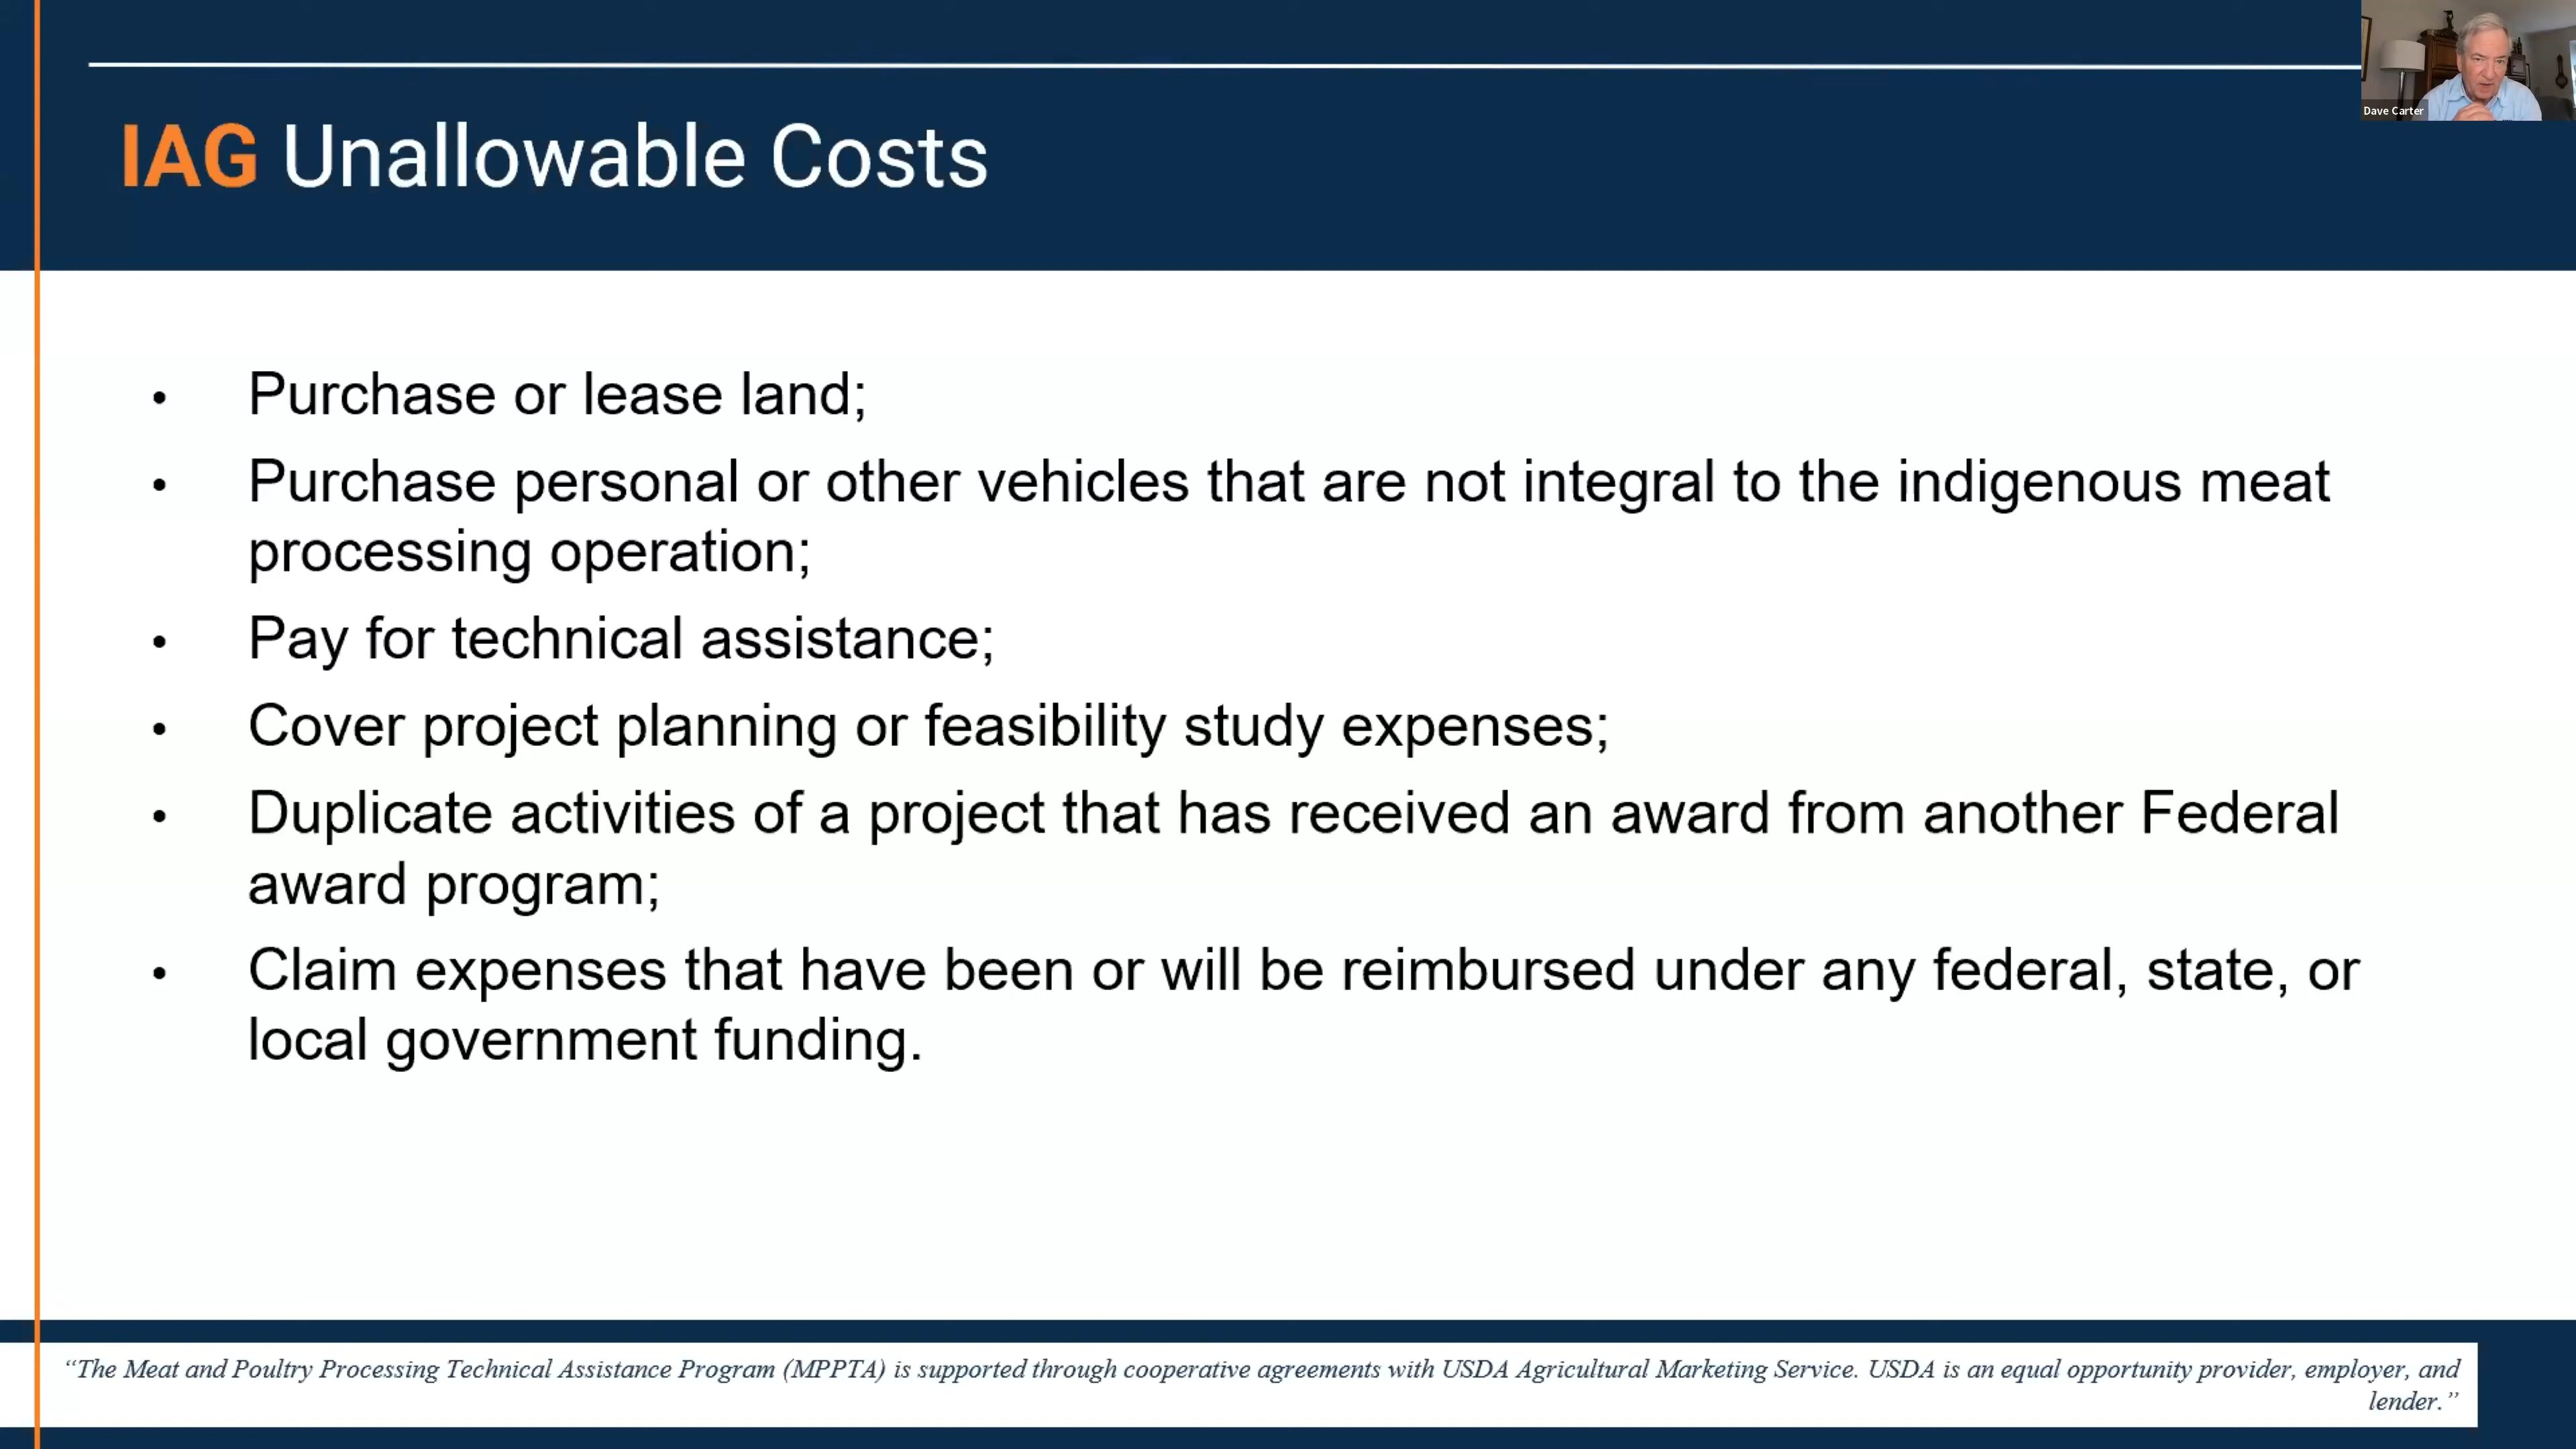 Dave Carter
IAG Unallowable Costs
• Purchase or lease land;
• Purchase personal or other vehicles that are not integral to the indigenous meat
processing operation;
• Pay for technical assistance;
• Cover project planning or feasibility study expenses;
• Duplicate activities of a project that has received an award from another Federal
award program;
• Claim expenses that have been or will be reimbursed under any federal, state, or
local government funding.
“The Meat and Poultry Processing Technical Assistance Program (MPPTA) is supported through cooperative agreements with USDA Agricultural Marketing Service. USDA is an equal opportunity provider, employer, and
lender.”